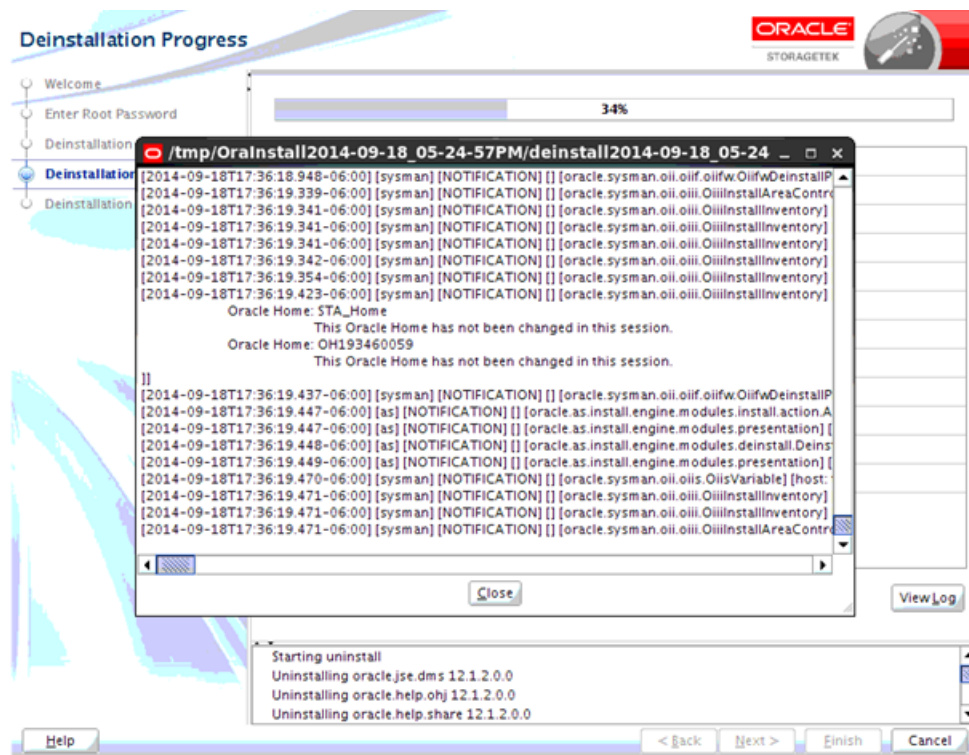 Deinstallation Progress
ORACLE
STORAGETEK
Welcome
Enter Root Password
Deinstallation
Deinstallation
Deinstallation
34%
/tmp/OraInstall2014-09-18_05-24-57PM/deinstall2014-09-18_05-24
[2014-09-18T17:36:18.948-06:00] [sysman] [NOTIFICATION] [] [oracle.sysman.oii.oiif.oiifw.OiifwDeinstallP
[2014-09-18T17:36:19.339-06:00] [sysman] [NOTIFICATION] [] [oracle.sysman.oii.oiii.OiiiInstallAreaContro
[2014-09-18T17:36:19.341-06:00] [sysman] [NOTIFICATION] [] [oracle.sysman.oii.oiii.OiiiInstallInventory]
[2014-09-18T17:36:19.341-06:00] [sysman] [NOTIFICATION] [] [oracle.sysman.oii.oiii.OiiiInstallInventory]
[2014-09-18T17:36:19.341-06:00] [sysman] [NOTIFICATION] [] [oracle.sysman.oii.oiii.OiiiInstallInventory]
[2014-09-18T17:36:19.342-06:00] [sysman] [NOTIFICATION] [] [oracle.sysman.oii.oiii.OiiiInstallInventory]
[2014-09-18T17:36:19.354-06:00] [sysman] [NOTIFICATION] [] [oracle.sysman.oii.oiii.OiiiInstallInventory]
[2014-09-18T17:36:19.423-06:00] [sysman] [NOTIFICATION] [] [oracle.sysman.oii.oiii.OiiiInstallInventory]
Oracle Home: STA_Home
This Oracle Home has not been changed in this session.
Oracle Home: OH193460059
This Oracle Home has not been changed in this session.
]]
[2014-09-18T17:36:19.437-06:00] [sysman] [NOTIFICATION] [] [oracle.sysman.oii.oiif.oiifw.OiifwDeinstallP
[2014-09-18T17:36:19.447-06:00] [as] [NOTIFICATION] [] [oracle.as.install.engine.modules.install.action.A
[2014-09-18T17:36:19.447-06:00] [as] [NOTIFICATION] [] [oracle.as.install.engine.modules.presentation] [
[2014-09-18T17:36:19.448-06:00] [as] [NOTIFICATION] [] [oracle.as.install.engine.modules.deinstall.Deins
[2014-09-18T17:36:19.449-06:00] [as] [NOTIFICATION] [] [oracle.as.install.engine.modules.presentation] [
[2014-09-18T17:36:19.470-06:00] [sysman] [NOTIFICATION] [] [oracle.sysman.oii.oiis.OiisVariable] [host:
[2014-09-18T17:36:19.471-06:00] [sysman] [NOTIFICATION] [] [oracle.sysman.oii.oiii.OiiiInstallInventory]
[2014-09-18T17:36:19.471-06:00] [sysman] [NOTIFICATION] [] [oracle.sysman.oii.oiii.OiiiInstallInventory]
[2014-09-18T17:36:19.471-06:00] [sysman] [NOTIFICATION] [] [oracle.sysman.oii.oiii.OiiiInstallAreaContro
Close
View Log
Starting uninstall
Uninstalling oracle.jse.dms 12.1.2.0.0
Uninstalling oracle.help.ohj 12.1.2.0.0
Uninstalling oracle.help.share 12.1.2.0.0
Help
< Back
Next >
Finish
Cancel